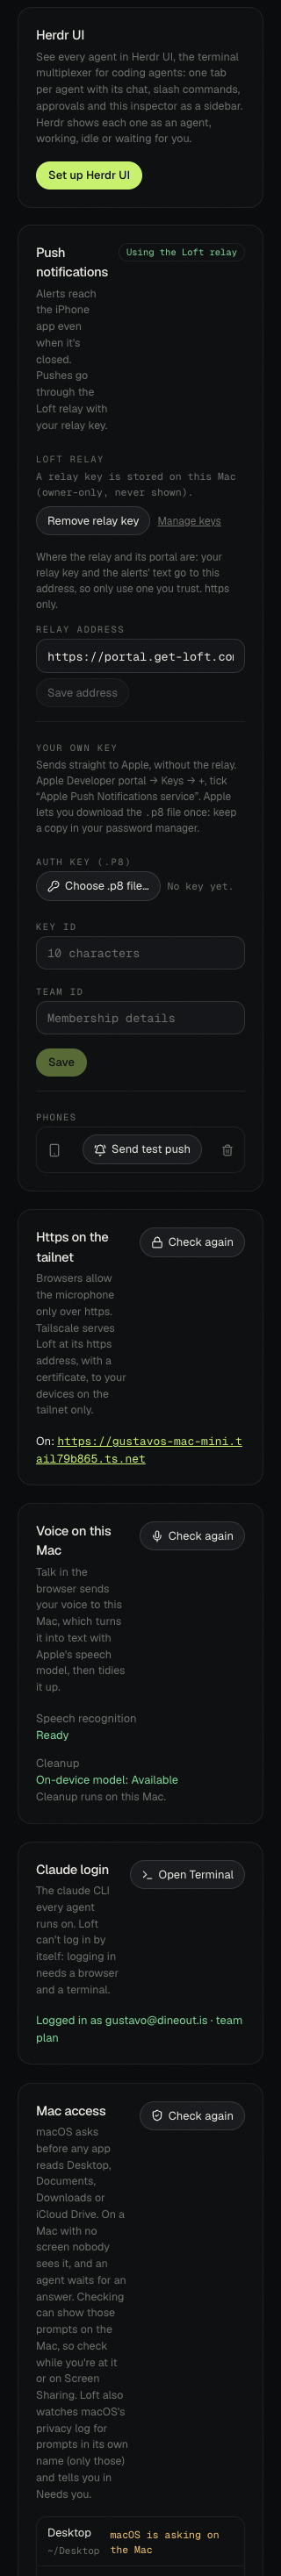 Herdr UI
See every agent in Herdr UI, the terminal
multiplexer for coding agents: one tab
per agent with its chat, slash commands,
approvals and this inspector as a sidebar.
Herdr shows each one as an agent,
working, idle or waiting for you.
Set up Herdr UI
Push
notifications
Using the Loft relay
Alerts reach
the iPhone
app even
when it's
closed.
Pushes go
through the
Loft relay with
your relay key.
LOFT RELAY
A relay key is stored on this Mac
(owner-only, never shown).
Remove relay key
Manage keys
Where the relay and its portal are: your
relay key and the alerts' text go to this
address, so only use one you trust. https
only.
RELAY ADDRESS
https://portal.get-loft.co
Save address
YOUR OWN KEY
Sends straight to Apple, without the relay.
Apple Developer portal → Keys → +, tick
“Apple Push Notifications service”. Apple
lets you download the .p8 file once: keep
a copy in your password manager.
AUTH KEY (.P8)
Choose .p8 file…
No key yet.
KEY ID
10 characters
TEAM ID
Membership details
Save
PHONES
Send test push
Https on the
tailnet
Check again
Browsers allow
the microphone
only over https.
Tailscale serves
Loft at its https
address, with a
certificate, to your
devices on the
tailnet only.
On: https://gustavos-mac-mini.t
ail79b865.ts.net
Voice on this
Mac
Check again
Talk in the
browser sends
your voice to this
Mac, which turns
it into text with
Apple's speech
model, then tidies
it up.
Speech recognition
Ready
Cleanup
On-device model: Available
Cleanup runs on this Mac.
Claude login
Open Terminal
The claude CLI
every agent
runs on. Loft
can't log in by
itself: logging in
needs a browser
and a terminal.
Logged in as gustavo@dineout.is · team
plan
Mac access
Check again
macOS asks
before any app
reads Desktop,
Documents,
Downloads or
iCloud Drive. On a
Mac with no
screen nobody
sees it, and an
agent waits for an
answer. Checking
can show those
prompts on the
Mac, so check
while you're at it
or on Screen
Sharing. Loft also
watches macOS's
privacy log for
prompts in its own
name (only those)
and tells you in
Needs you.
Desktop
~/Desktop
macOS is asking on
the Mac